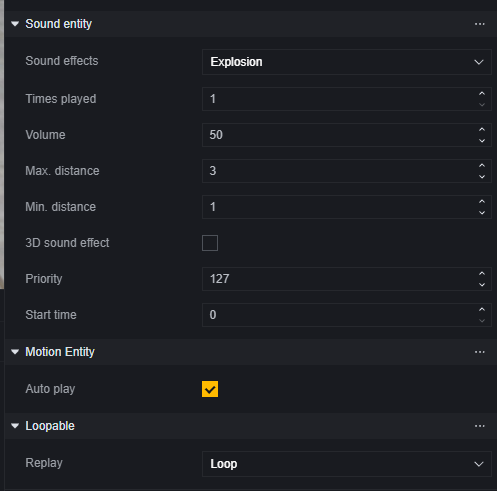 Sound entity ...
Sound effects Explosion
Times played 1
Volume 50
Max. distance 3
Min. distance 1
3D sound effect
Priority 127
Start time 0
Motion Entity ...
Auto play
Loopable ...
Replay Loop